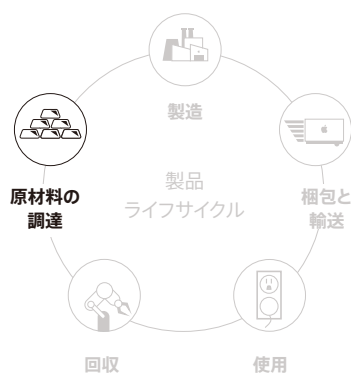 製造
原材料の
調達
製品
ライフサイクル
梱包と
輸送
回収
使用